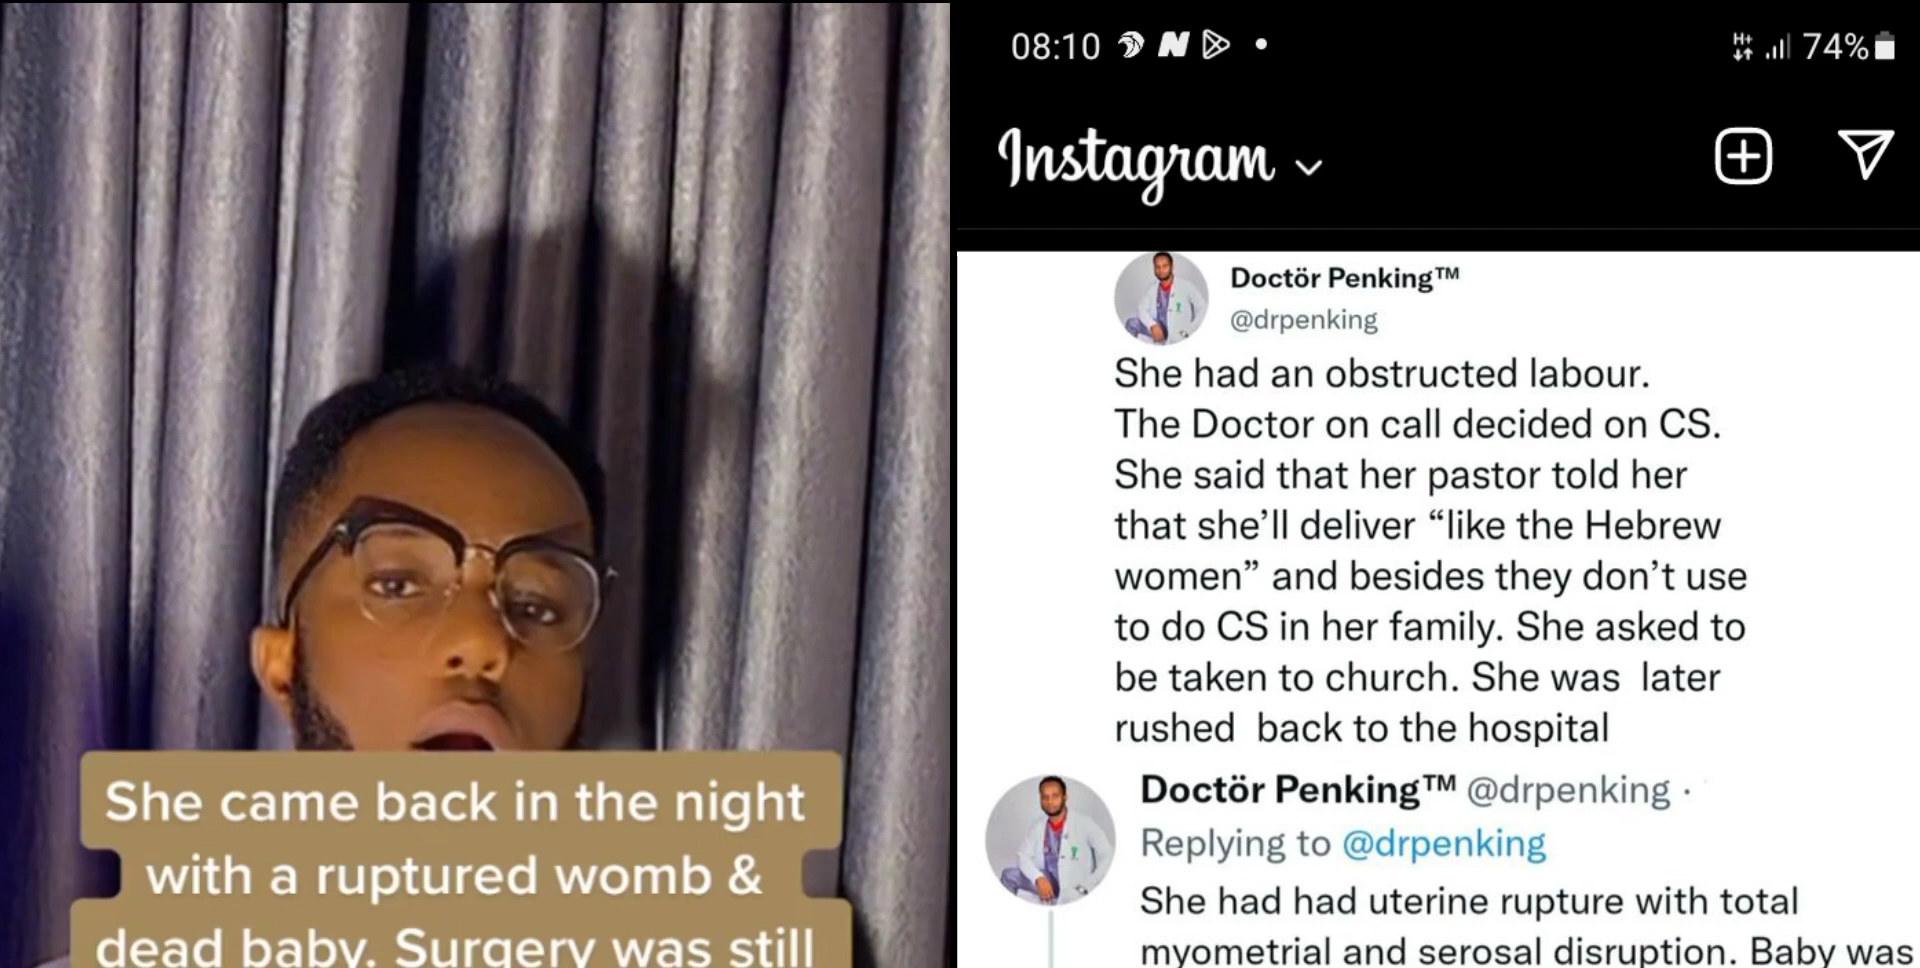 She came back in the night
with a ruptured womb &
dead baby. Surgery was still
08:10
74%
Instagram
Doctör Penking™
@drpenking
She had an obstructed labour.
The Doctor on call decided on CS.
She said that her pastor told her
that she'll deliver “like the Hebrew
women” and besides they don't use
to do CS in her family. She asked to
be taken to church. She was later
rushed back to the hospital
Doctör Penking™ @drpenking ·
Replying to @drpenking
She had had uterine rupture with total
myometrial and serosal disruption. Baby was